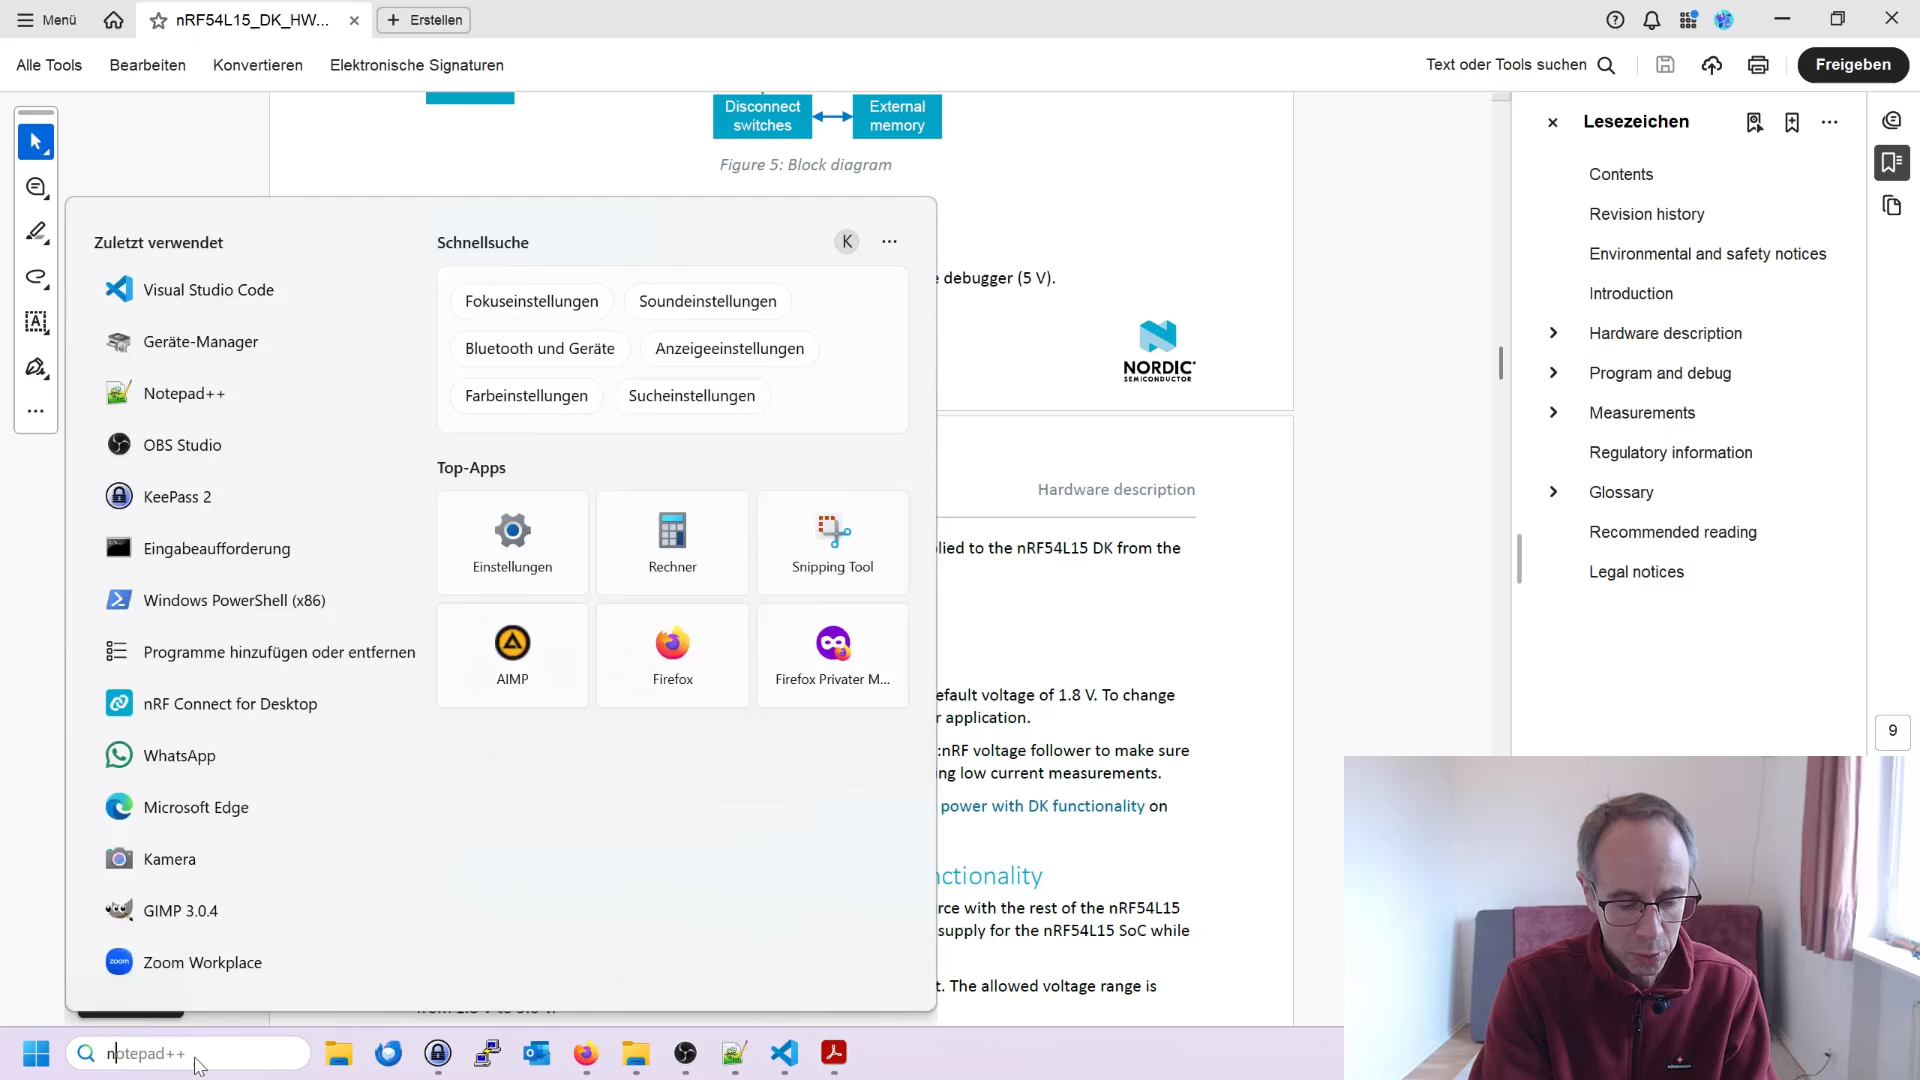 Menü
nRF54L15_DK_HW...
Erstellen
Alle Tools
Bearbeiten
Konvertieren
Elektronische Signaturen
Text oder Tools suchen
Freigeben
Disconnect
switches
External
memory
Figure 5: Block diagram
Zuletzt verwendet
Visual Studio Code
Geräte-Manager
Notepad++
OBS Studio
KeePass 2
Eingabeaufforderung
Windows PowerShell (x86)
Programme hinzufügen oder entfernen
nRF Connect for Desktop
WhatsApp
Microsoft Edge
Kamera
GIMP 3.0.4
zoom
Zoom Workplace
Schnellsuche
K
Fokuseinstellungen
Soundeinstellungen
Bluetooth und Geräte
Anzeigeeinstellungen
Farbeinstellungen
Sucheinstellungen
Top-Apps
Einstellungen
Rechner
Snipping Tool
AIMP
Firefox
Firefox Privater M...
e debugger (5 V).
NORDIC
SEMICONDUCTOR
Hardware description
lied to the nRF54L15 DK from the
efault voltage of 1.8 V. To change
r application.
:nRF voltage follower to make sure
ing low current measurements.
power with DK functionality on
nctionality
rce with the rest of the nRF54L15
supply for the nRF54L15 SoC while
t. The allowed voltage range is
Lesezeichen
Contents
Revision history
Environmental and safety notices
Introduction
Hardware description
Program and debug
Measurements
Regulatory information
Glossary
Recommended reading
Legal notices
9
notepad++